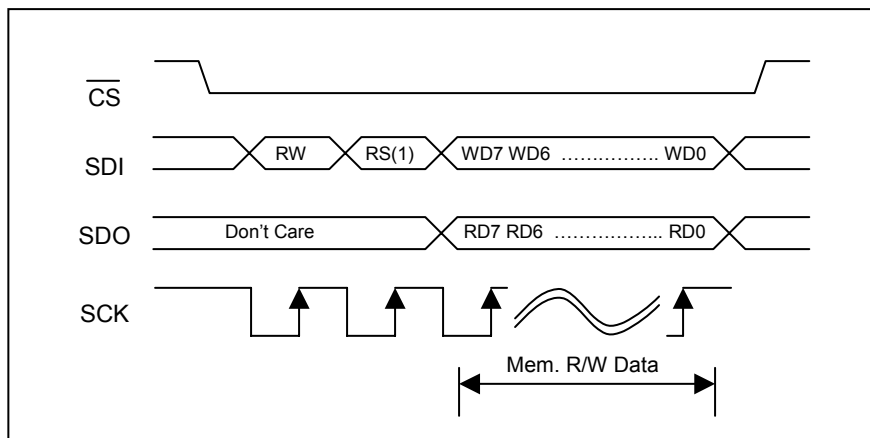 CS
SDI RW RS(1) WD7 WD6 ................ WD0
SDO Don't Care RD7 RD6 ................ RD0
SCK
Mem. R/W Data